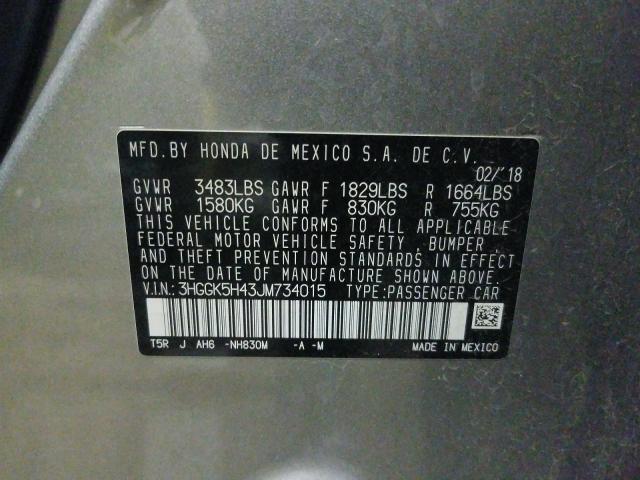 MFD.BY HONDA DE MEXICO S.A. DE C.V.
02/'18
GVWR 3483LBS GAWR F 1829LBS R 1664LBS
GVWR 1580KG GAWR F 830KG R 755KG
THIS VEHICLE CONFORMS TO ALL APPLICABLE
FEDERAL MOTOR VEHICLE SAFETY , BUMPER ,
AND THEFT PREVENTION STANDARDS IN EFFECT
ON THE DATE OF MANUFACTURE SHOWN ABOVE.
V.I.N.: 3HGGK5H43JM734015 TYPE:PASSENGER CAR
T5R J AH6 -NH830M -A -M MADE IN MEXICO